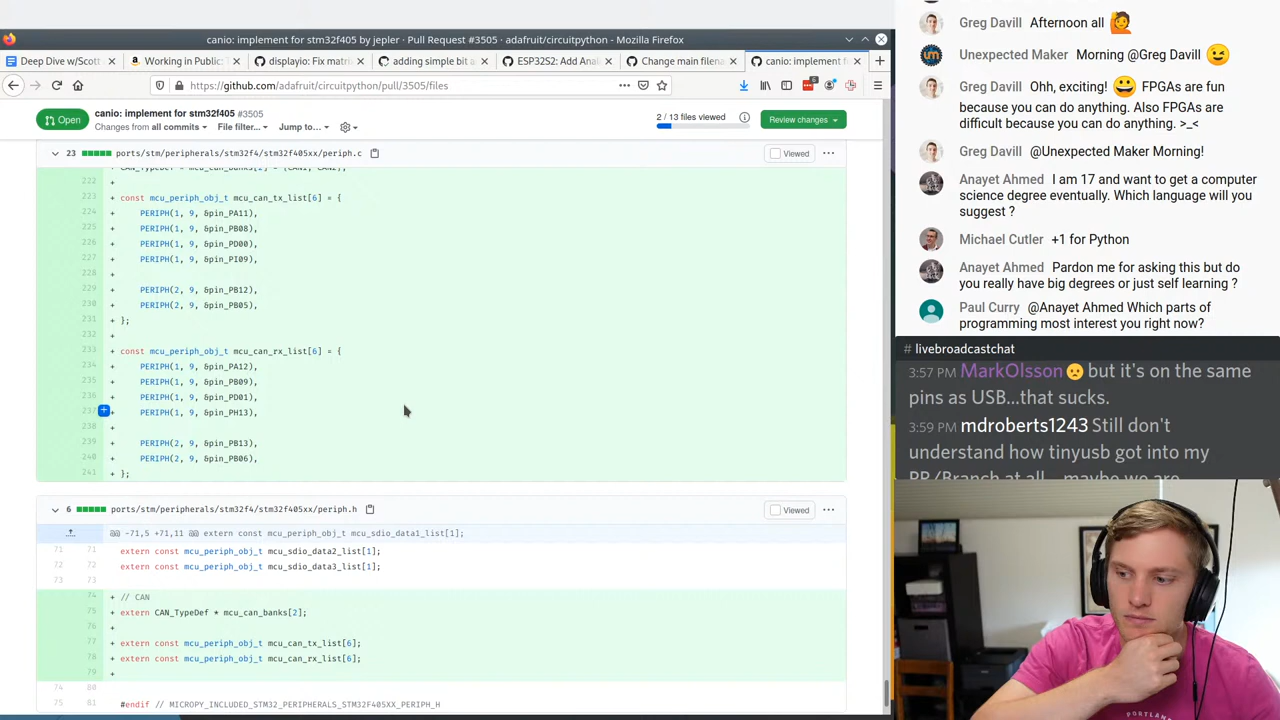 canio: implement for stm32f405 by jepler · Pull Request #3505 · adafruit/circuitpython - Mozilla Firefox
Deep Dive w/Scott
Working in Public:
displayio: Fix matrix
adding simple bit a
ESP32S2: Add Ana
Change main filena
canio: implement fo
https://github.com/adafruit/circuitpython/pull/3505/files
6
Open
canio: implement for stm32f405 #3505
Changes from all commits
File filter...
Jump to...
2 / 13 files viewed
Review changes
23 ports/stm/peripherals/stm32f4/stm32f405xx/periph.c
Viewed
222 +
223 + const mcu_periph_obj_t mcu_can_tx_list[6] = {
224 + PERIPH(1, 9, &pin_PA11),
225 + PERIPH(1, 9, &pin_PB08),
226 + PERIPH(1, 9, &pin_PD00),
227 + PERIPH(1, 9, &pin_PI09),
228 +
229 + PERIPH(2, 9, &pin_PB12),
230 + PERIPH(2, 9, &pin_PB05),
231 + };
232 +
233 + const mcu_periph_obj_t mcu_can_rx_list[6] = {
234 + PERIPH(1, 9, &pin_PA12),
235 + PERIPH(1, 9, &pin_PB09),
236 + PERIPH(1, 9, &pin_PD01),
237 + PERIPH(1, 9, &pin_PH13),
238 +
239 + PERIPH(2, 9, &pin_PB13),
240 + PERIPH(2, 9, &pin_PB06),
241 + };
6 ports/stm/peripherals/stm32f4/stm32f405xx/periph.h
Viewed
@@ -71,5 +71,11 @@ extern const mcu_periph_obj_t mcu_sdio_data1_list[1];
71 71 extern const mcu_periph_obj_t mcu_sdio_data2_list[1];
72 72 extern const mcu_periph_obj_t mcu_sdio_data3_list[1];
73 73
74 + // CAN
75 + extern CAN_TypeDef * mcu_can_banks[2];
76 +
77 + extern const mcu_periph_obj_t mcu_can_tx_list[6];
78 + extern const mcu_periph_obj_t mcu_can_rx_list[6];
79 +
74 80
75 81 #endif // MICROPY_INCLUDED_STM32_PERIPHERALS_STM32F405XX_PERIPH_H
Greg Davill Afternoon all
Unexpected Maker Morning @Greg Davill
Greg Davill Ohh, exciting! FPGAs are fun
because you can do anything. Also FPGAs are
difficult because you can do anything. >_<
Greg Davill @Unexpected Maker Morning!
Anayet Ahmed I am 17 and want to get a computer
science degree eventually. Which language will you
suggest ?
Michael Cutler +1 for Python
Anayet Ahmed Pardon me for asking this but do
you really have big degrees or just self learning ?
Paul Curry @Anayet Ahmed Which parts of
programming most interest you right now?
# livebroadcastchat
3:57 PM MarkOlsson but it's on the same
pins as USB...that sucks.
3:59 PM mdroberts1243 Still don't
understand how tinyusb got into my
PR/Branch at all... maybe we are
PORTLAND